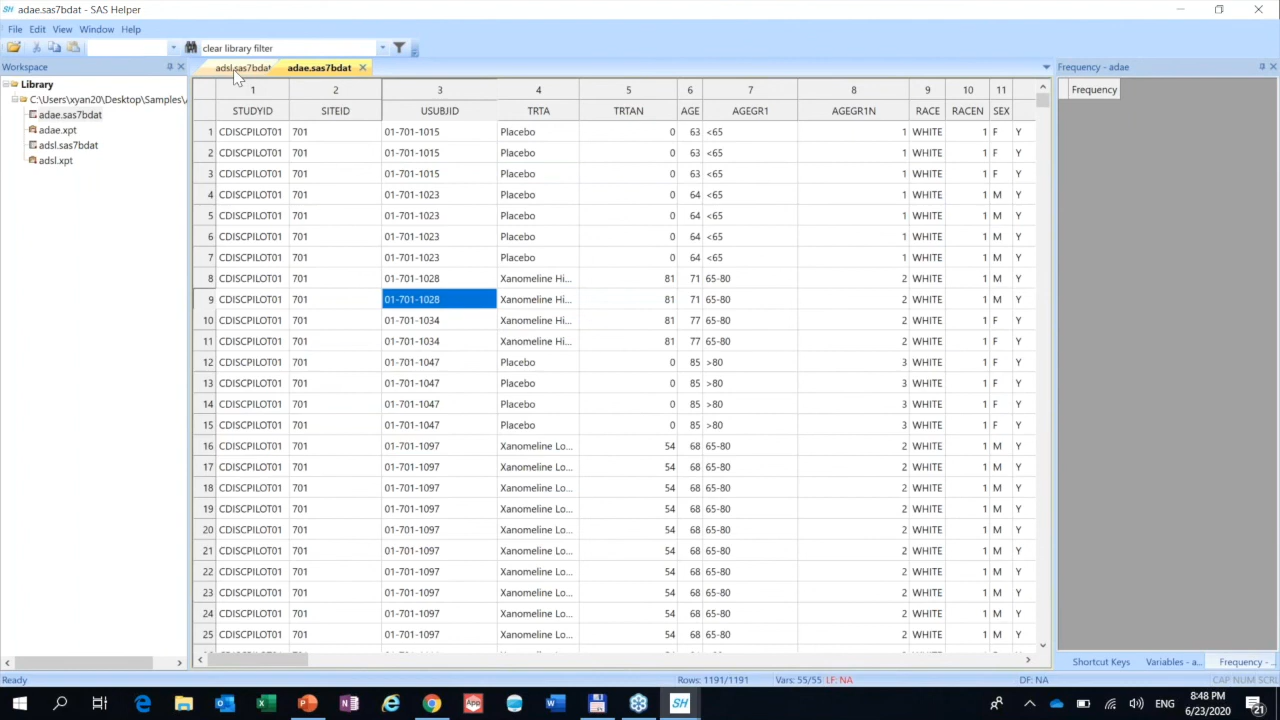 SH adae.sas7bdat - SAS Helper
File Edit View Window Help
clear library filter
Workspace
Library
C:\Users\xyan20\Desktop\Samples\
adae.sas7bdat
adae.xpt
adsl.sas7bdat
adsl.xpt
adsl.sas7bdat adae.sas7bdat
1 2 3 4 5 6 7 8 9 10 11
STUDYID SITEID USUBJID TRTA TRTAN AGE AGEGR1 AGEGR1N RACE RACEN SEX
1 CDISCPILOT01 701 01-701-1015 Placebo 0 63 <65 1 WHITE 1 F Y
2 CDISCPILOT01 701 01-701-1015 Placebo 0 63 <65 1 WHITE 1 F Y
3 CDISCPILOT01 701 01-701-1015 Placebo 0 63 <65 1 WHITE 1 F Y
4 CDISCPILOT01 701 01-701-1023 Placebo 0 64 <65 1 WHITE 1 M Y
5 CDISCPILOT01 701 01-701-1023 Placebo 0 64 <65 1 WHITE 1 M Y
6 CDISCPILOT01 701 01-701-1023 Placebo 0 64 <65 1 WHITE 1 M Y
7 CDISCPILOT01 701 01-701-1023 Placebo 0 64 <65 1 WHITE 1 M Y
8 CDISCPILOT01 701 01-701-1028 Xanomeline Hi... 81 71 65-80 2 WHITE 1 M Y
9 CDISCPILOT01 701 01-701-1028 Xanomeline Hi... 81 71 65-80 2 WHITE 1 M Y
10 CDISCPILOT01 701 01-701-1034 Xanomeline Hi... 81 77 65-80 2 WHITE 1 F Y
11 CDISCPILOT01 701 01-701-1034 Xanomeline Hi... 81 77 65-80 2 WHITE 1 F Y
12 CDISCPILOT01 701 01-701-1047 Placebo 0 85 >80 3 WHITE 1 F Y
13 CDISCPILOT01 701 01-701-1047 Placebo 0 85 >80 3 WHITE 1 F Y
14 CDISCPILOT01 701 01-701-1047 Placebo 0 85 >80 3 WHITE 1 F Y
15 CDISCPILOT01 701 01-701-1047 Placebo 0 85 >80 3 WHITE 1 F Y
16 CDISCPILOT01 701 01-701-1097 Xanomeline Lo... 54 68 65-80 2 WHITE 1 M Y
17 CDISCPILOT01 701 01-701-1097 Xanomeline Lo... 54 68 65-80 2 WHITE 1 M Y
18 CDISCPILOT01 701 01-701-1097 Xanomeline Lo... 54 68 65-80 2 WHITE 1 M Y
19 CDISCPILOT01 701 01-701-1097 Xanomeline Lo... 54 68 65-80 2 WHITE 1 M Y
20 CDISCPILOT01 701 01-701-1097 Xanomeline Lo... 54 68 65-80 2 WHITE 1 M Y
21 CDISCPILOT01 701 01-701-1097 Xanomeline Lo... 54 68 65-80 2 WHITE 1 M Y
22 CDISCPILOT01 701 01-701-1097 Xanomeline Lo... 54 68 65-80 2 WHITE 1 M Y
23 CDISCPILOT01 701 01-701-1097 Xanomeline Lo... 54 68 65-80 2 WHITE 1 M Y
24 CDISCPILOT01 701 01-701-1097 Xanomeline Lo... 54 68 65-80 2 WHITE 1 M Y
25 CDISCPILOT01 701 01-701-1097 Xanomeline Lo... 54 68 65-80 2 WHITE 1 M Y
Frequency - adae
Frequency
Shortcut Keys Variables - a... Frequency - ...
Ready Rows: 1191/1191 Vars: 55/55 LF: NA DF: NA CAP NUM SCRL
App SH ENG 8:48 PM
6/23/2020 21